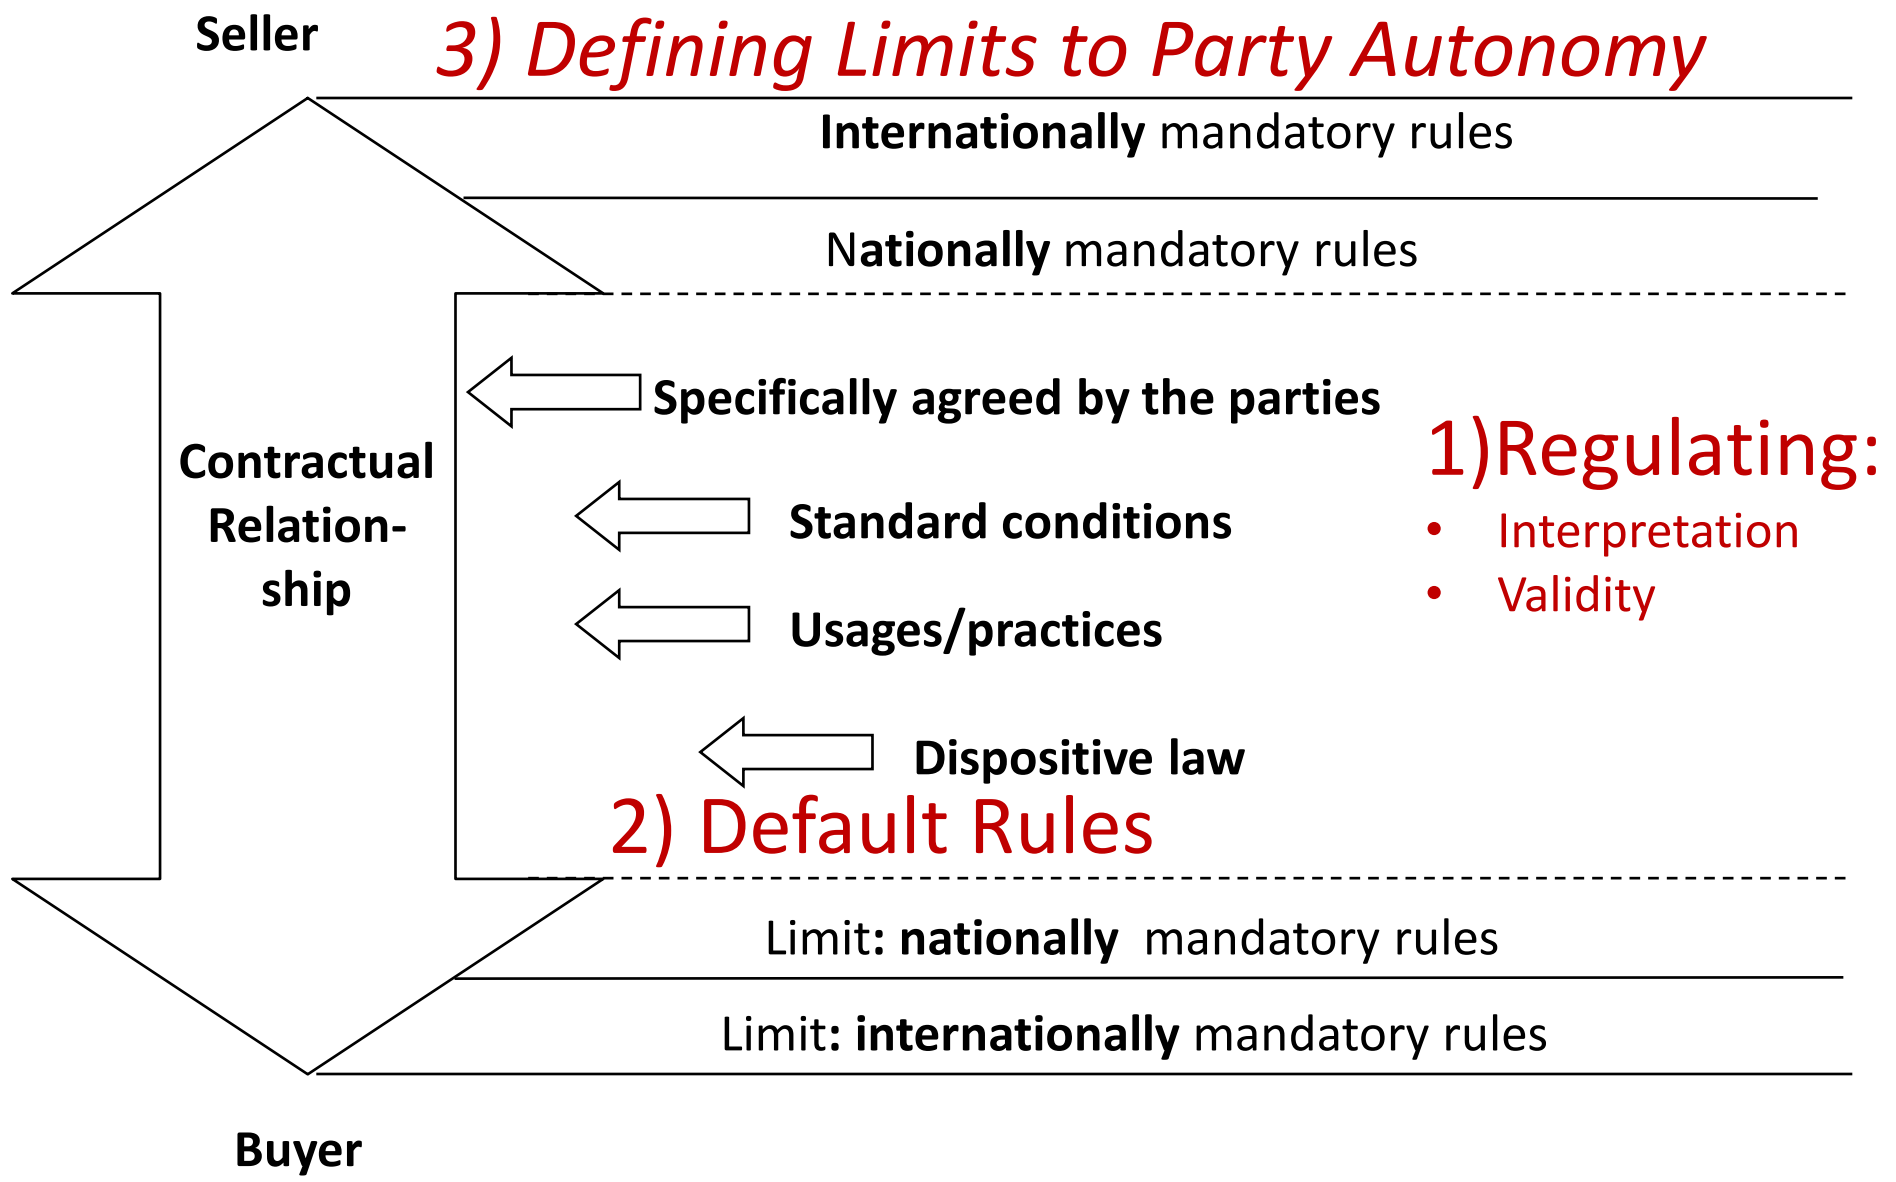 Seller
3) Defining Limits to Party Autonomy
Internationally mandatory rules
Nationally mandatory rules
Specifically agreed by the parties
Contractual
Relation-
ship
1)Regulating:
• Interpretation
• Validity
Standard conditions
Usages/practices
Dispositive law
2) Default Rules
Limit: nationally mandatory rules
Limit: internationally mandatory rules
Buyer